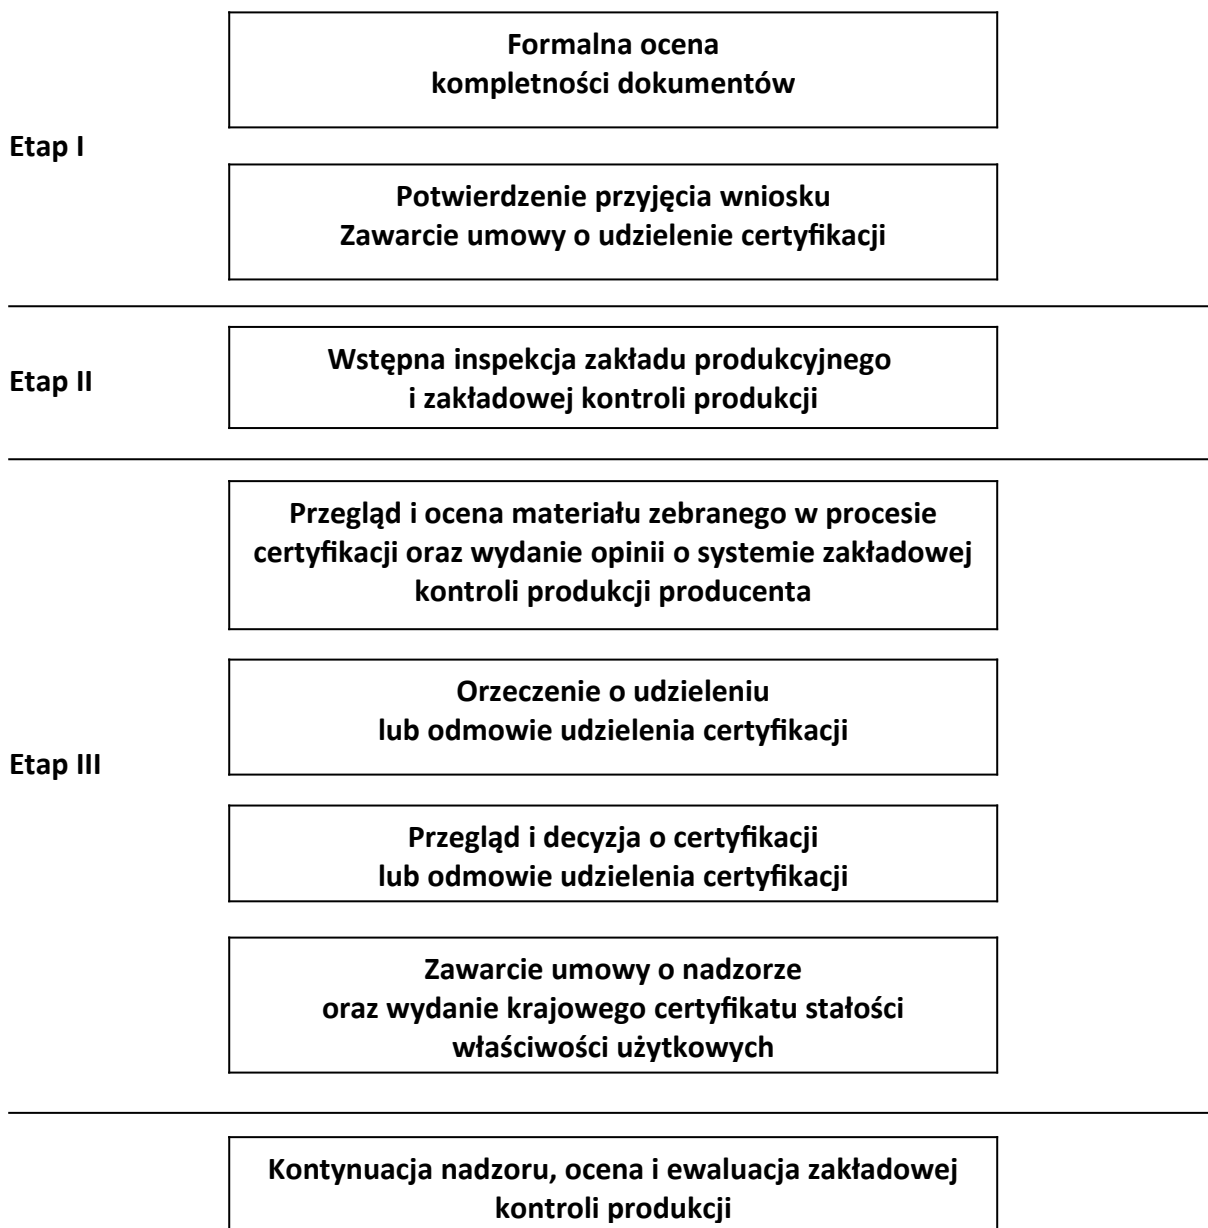 Formalna ocena
kompletności dokumentów
Etap I
Potwierdzenie przyjęcia wniosku
Zawarcie umowy o udzielenie certyfikacji
Etap II
Wstępna inspekcja zakładu produkcyjnego
i zakładowej kontroli produkcji
Przegląd i ocena materiału zebranego w procesie
certyfikacji oraz wydanie opinii o systemie zakładowej
kontroli produkcji producenta
Orzeczenie o udzieleniu
lub odmowie udzielenia certyfikacji
Etap III
Przegląd i decyzja o certyfikacji
lub odmowie udzielenia certyfikacji
Zawarcie umowy o nadzorze
oraz wydanie krajowego certyfikatu stałości
właściwości użytkowych
Kontynuacja nadzoru, ocena i ewaluacja zakładowej
kontroli produkcji